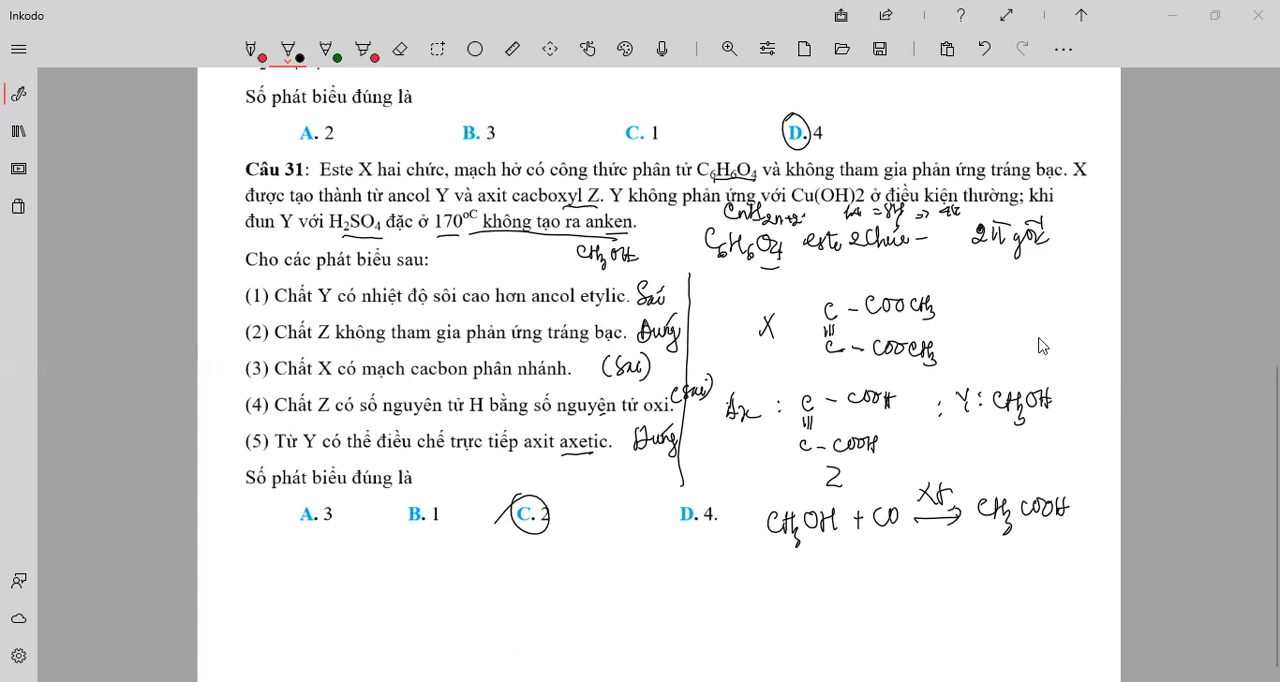 Inkodo
Số phát biểu đúng là
A. 2 B. 3 C. 1 D. 4
Câu 31: Este X hai chức, mạch hở có công thức phân tử C₆H₆O₄ và không tham gia phản ứng tráng bạc. X
được tạo thành từ ancol Y và axit cacboxyl Z. Y không phản ứng với Cu(OH)2 ở điều kiện thường; khi
đun Y với H₂SO₄ đặc ở 170⁰ᶜ không tạo ra anken.
CnH2n+2
C₆H₆O₄ este 2 chức - 2π gốc
CH₃OH
Cho các phát biểu sau:
(1) Chất Y có nhiệt độ sôi cao hơn ancol etylic. Sai
(2) Chất Z không tham gia phản ứng tráng bạc. Đúng
(3) Chất X có mạch cacbon phân nhánh. (Sai)
(4) Chất Z có số nguyên tử H bằng số nguyên tử oxi. (Sai)
(5) Từ Y có thể điều chế trực tiếp axit axetic. Đúng
Số phát biểu đúng là
A. 3 B. 1 C. 2 D. 4.
X C - COOCH₃
≡
C - COOCH₃
Ax : C - COOH : Y : CH₃OH
≡
C - COOH
Z
CH₃OH + CO xt → CH₃COOH